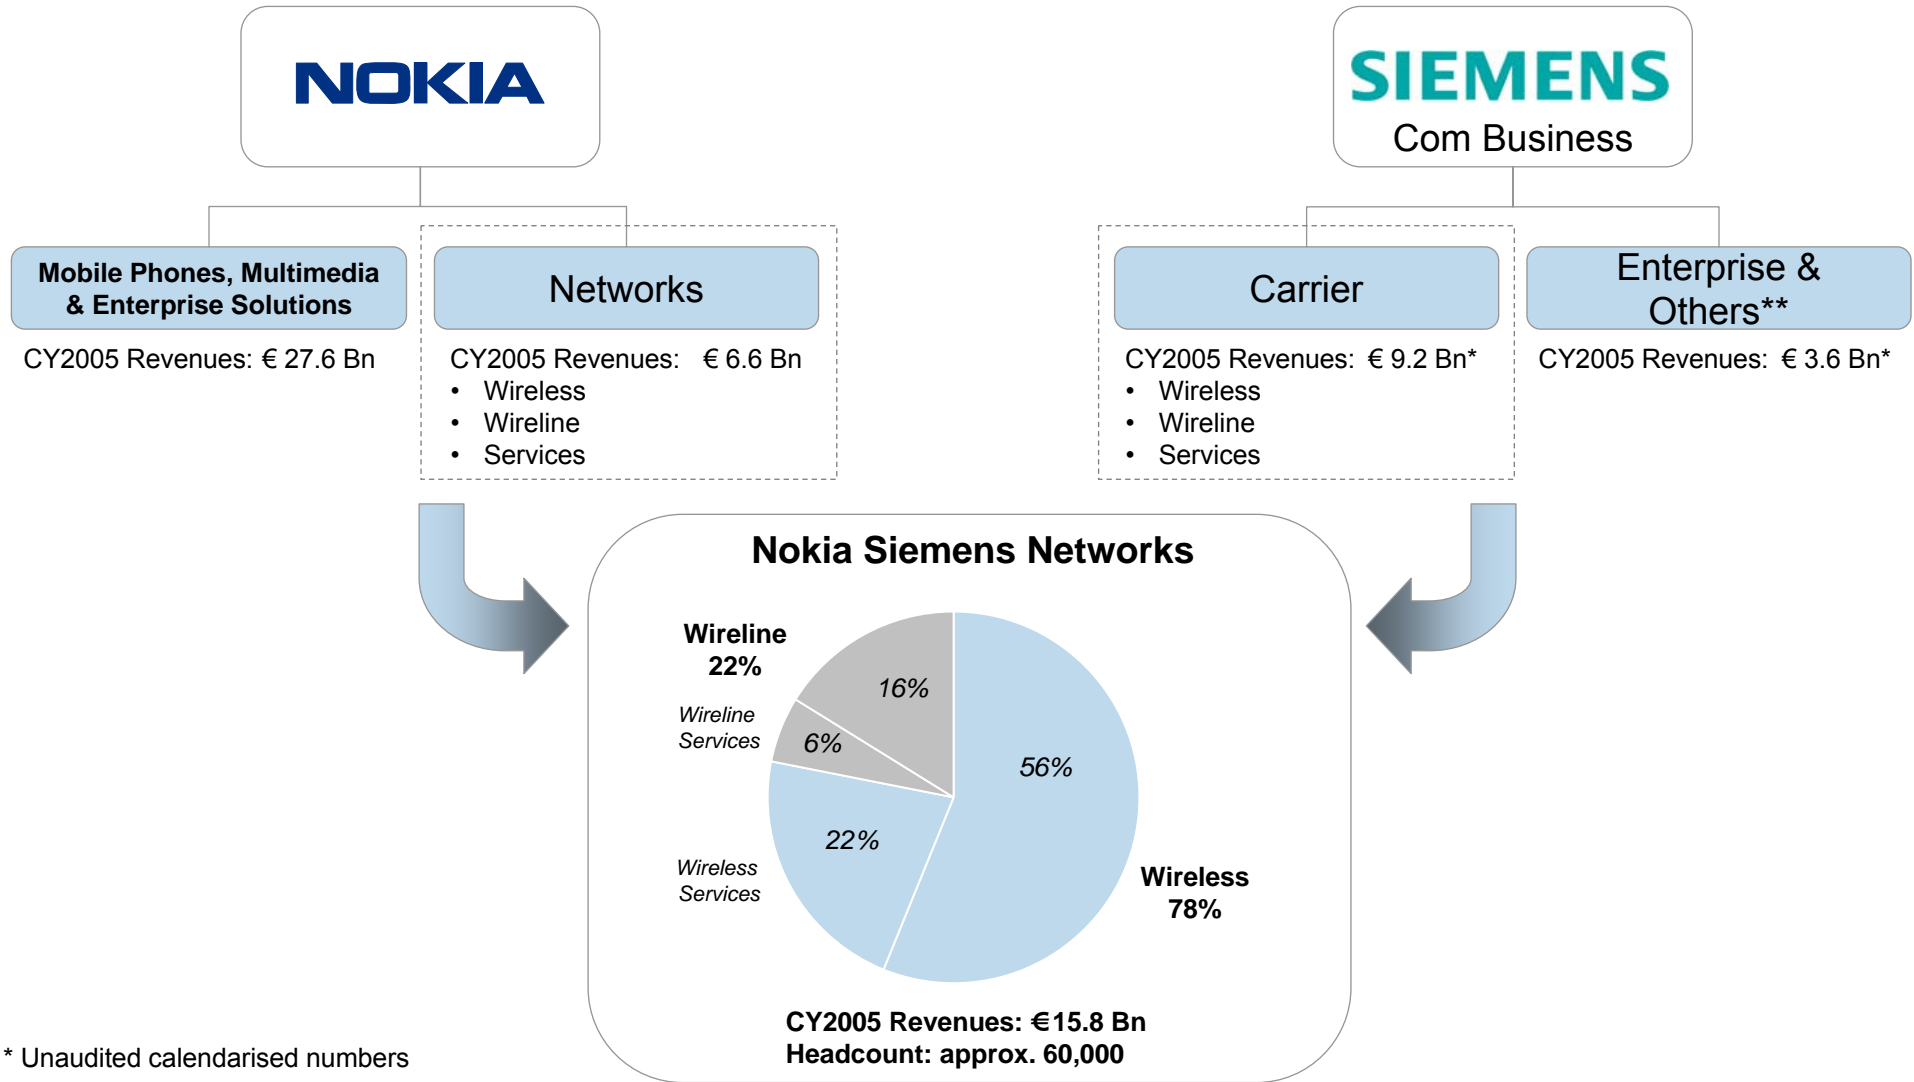 NOKIA
SIEMENS
Com Business
Mobile Phones, Multimedia
& Enterprise Solutions
CY2005 Revenues: € 27.6 Bn
Networks
CY2005 Revenues: € 6.6 Bn
• Wireless
• Wireline
• Services
Carrier
CY2005 Revenues: € 9.2 Bn*
• Wireless
• Wireline
• Services
Enterprise &
Others**
CY2005 Revenues: € 3.6 Bn*
Nokia Siemens Networks
Wireline
22%
16%
Wireline
Services
6%
56%
22%
Wireless
Services
Wireless
78%
CY2005 Revenues: €15.8 Bn
Headcount: approx. 60,000
* Unaudited calendarised numbers